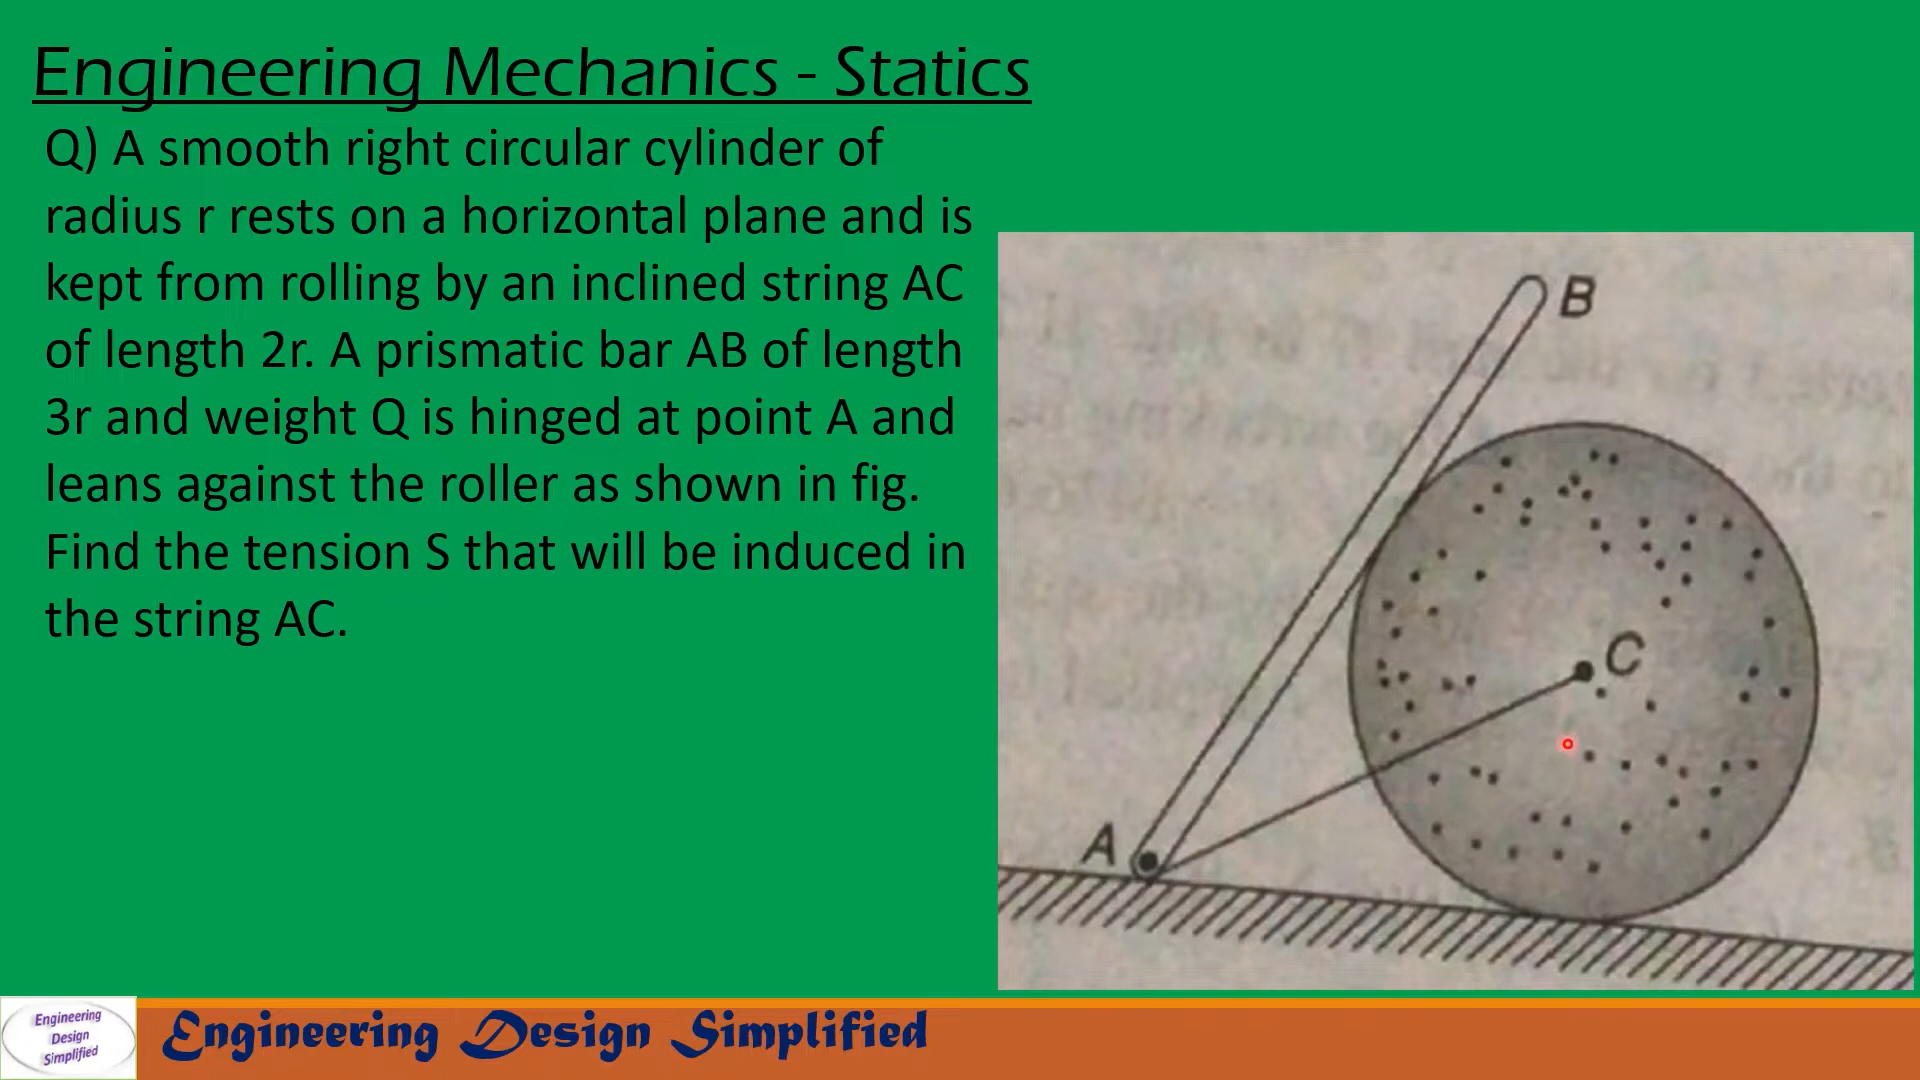 Engineering Mechanics - Statics
Q) A smooth right circular cylinder of
radius r rests on a horizontal plane and is
kept from rolling by an inclined string AC
of length 2r. A prismatic bar AB of length
3r and weight Q is hinged at point A and
leans against the roller as shown in fig.
Find the tension S that will be induced in
the string AC.
B
C
A
Engineering
Design
Simplified
Engineering Design Simplified